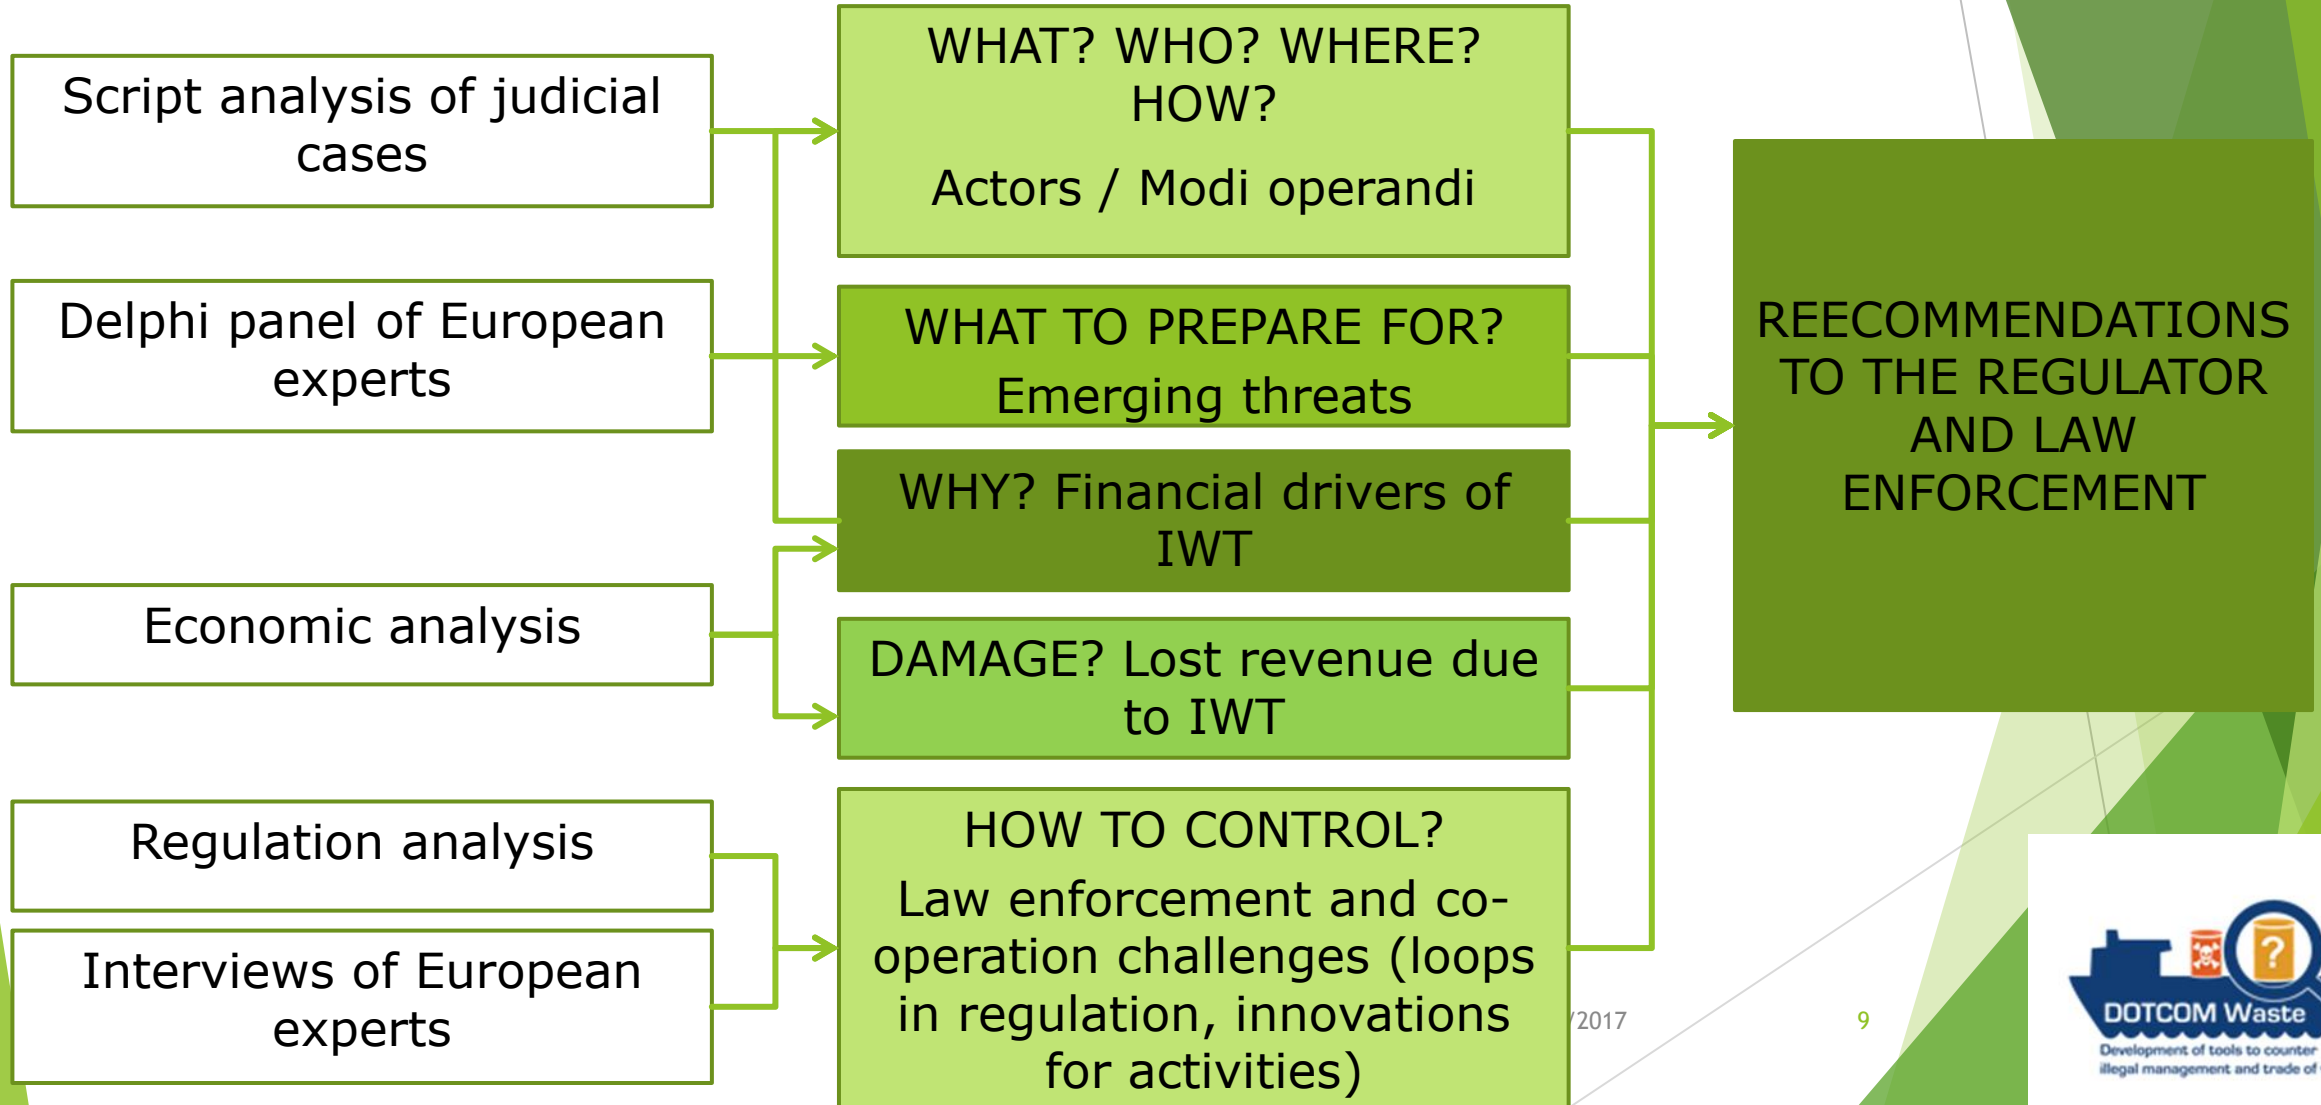 Script analysis of judicial
cases
Delphi panel of European
experts
Economic analysis
Regulation analysis
Interviews of European
experts
WHAT? WHO? WHERE?
HOW?
Actors / Modi operandi
WHAT TO PREPARE FOR?
Emerging threats
WHY? Financial drivers of
IWT
DAMAGE? Lost revenue due
to IWT
HOW TO CONTROL?
Law enforcement and co-
operation challenges (loops
in regulation, innovations
for activities)
REECOMMENDATIONS
TO THE REGULATOR
AND LAW
ENFORCEMENT
/2017
9
?
DOTCOM Waste
Development of tools to counter
illegal management and trade of